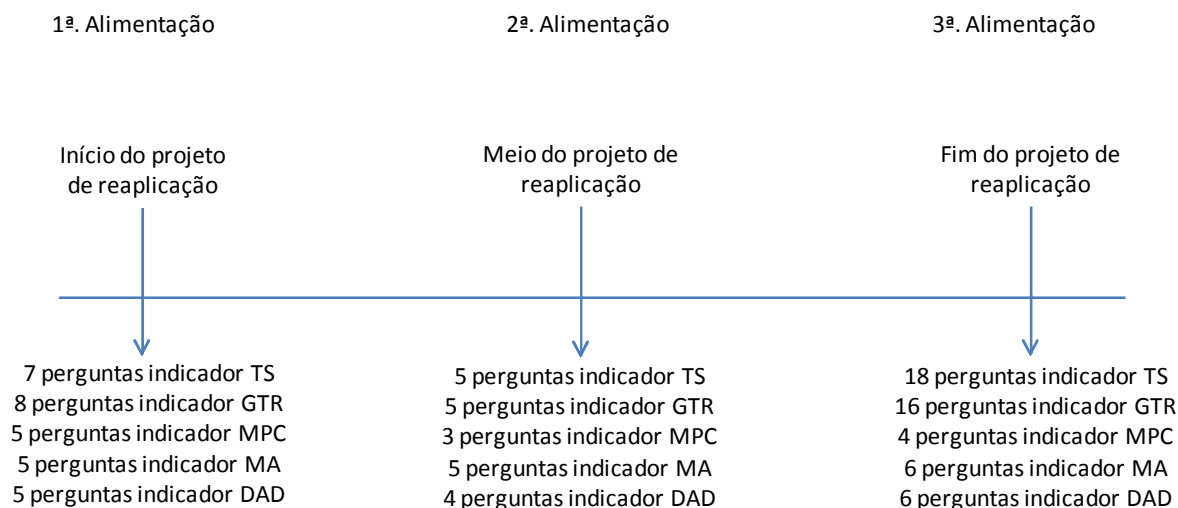 1ª. Alimentação
2ª. Alimentação
3ª. Alimentação
Início do projeto
de reaplicação
Meio do projeto de
reaplicação
Fim do projeto de
reaplicação
7 perguntas indicador TS
8 perguntas indicador GTR
5 perguntas indicador MPC
5 perguntas indicador MA
5 perguntas indicador DAD
5 perguntas indicador TS
5 perguntas indicador GTR
3 perguntas indicador MPC
5 perguntas indicador MA
4 perguntas indicador DAD
18 perguntas indicador TS
16 perguntas indicador GTR
4 perguntas indicador MPC
6 perguntas indicador MA
6 perguntas indicador DAD